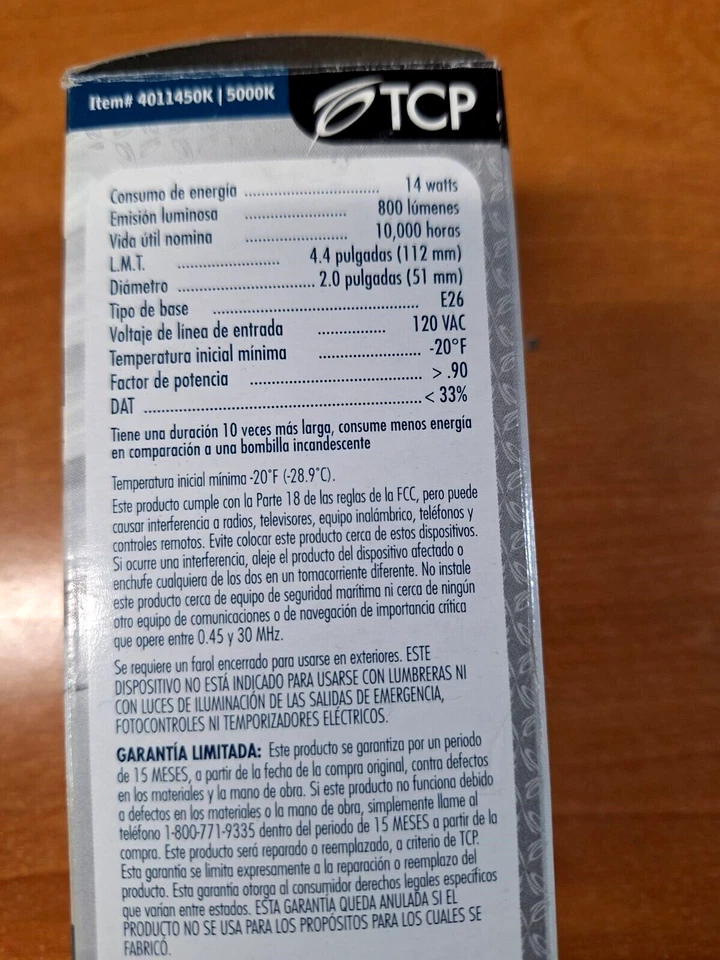 Item# 4011450K | 5000K
TCP
Consumo de energía ................................ 14 watts
Emisión luminosa ........................ 800 lúmenes
Vida útil nomina ........................ 10,000 horas
L.M.T. ........................ 4.4 pulgadas (112 mm)
Diámetro ................................ 2.0 pulgadas (51 mm)
Tipo de base ................................................ E26
Voltaje de línea de entrada ................ 120 VAC
Temperatura inicial mínima ........................ -20°F
Factor de potencia ........................................ > .90
DAT ................................................................ < 33%
Tiene una duración 10 veces más larga, consume menos energía
en comparación a una bombilla incandescente
Temperatura inicial mínima -20°F (-28.9°C).
Este producto cumple con la Parte 18 de las reglas de la FCC, pero puede
causar interferencia a radios, televisores, equipo inalámbrico, teléfonos y
controles remotos. Evite colocar este producto cerca de estos dispositivos.
Si ocurre una interferencia, aleje el producto del dispositivo afectado o
enchufe cualquiera de los dos en un tomacorriente diferente. No instale
este producto cerca de equipo de seguridad marítima ni cerca de ningún
otro equipo de comunicaciones o de navegación de importancia crítica
que opere entre 0.45 y 30 MHz.
Se requiere un farol encerrado para usarse en exteriores. ESTE
DISPOSITIVO NO ESTÁ INDICADO PARA USARSE CON LUMBRERAS NI
CON LUCES DE ILUMINACIÓN DE LAS SALIDAS DE EMERGENCIA,
FOTOCONTROLES NI TEMPORIZADORES ELÉCTRICOS.
GARANTÍA LIMITADA: Este producto se garantiza por un periodo
de 15 MESES, a partir de la fecha de la compra original, contra defectos
en los materiales y la mano de obra. Si este producto no funciona debido
a defectos en los materiales o la mano de obra, simplemente llame al
teléfono 1-800-771-9335 dentro del periodo de 15 MESES a partir de la
compra. Este producto será reparado o reemplazado, a criterio de TCP.
Esta garantía se limita expresamente a la reparación o reemplazo del
producto. Esta garantía otorga al consumidor derechos legales específicos
que varían entre estados. ESTA GARANTÍA QUEDA ANULADA SI EL
PRODUCTO NO SE USA PARA LOS PROPÓSITOS PARA LOS CUALES SE
FABRICÓ.